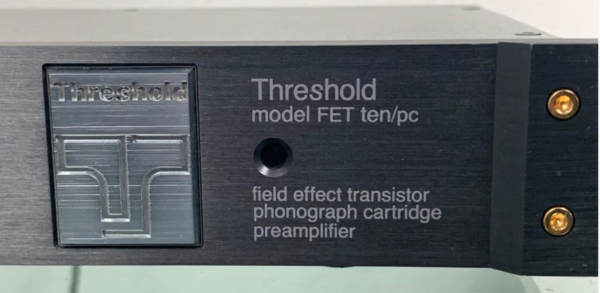 Threshold
Threshold
model FET ten/pc
field effect transistor
phonograph cartridge
preamplifier